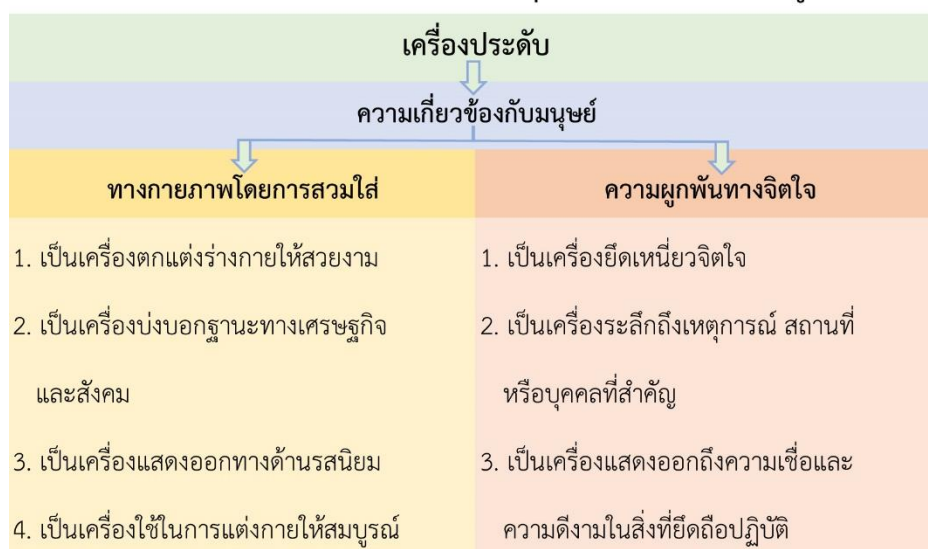 เครื่องประดับ
ความเกี่ยวข้องกับมนุษย์
ทางกายภาพโดยการสวมใส่
1. เป็นเครื่องตกแต่งร่างกายให้สวยงาม
2. เป็นเครื่องบ่งบอกฐานะทางเศรษฐกิจ
และสังคม
3. เป็นเครื่องแสดงออกทางด้านรสนิยม
4. เป็นเครื่องใช้ในการแต่งกายให้สมบูรณ์
ความผูกพันทางจิตใจ
1. เป็นเครื่องยึดเหนี่ยวจิตใจ
2. เป็นเครื่องระลึกถึงเหตุการณ์ สถานที่
หรือบุคคลที่สำคัญ
3. เป็นเครื่องแสดงออกถึงความเชื่อและ
ความดีงามในสิ่งที่ยึดถือปฏิบัติ